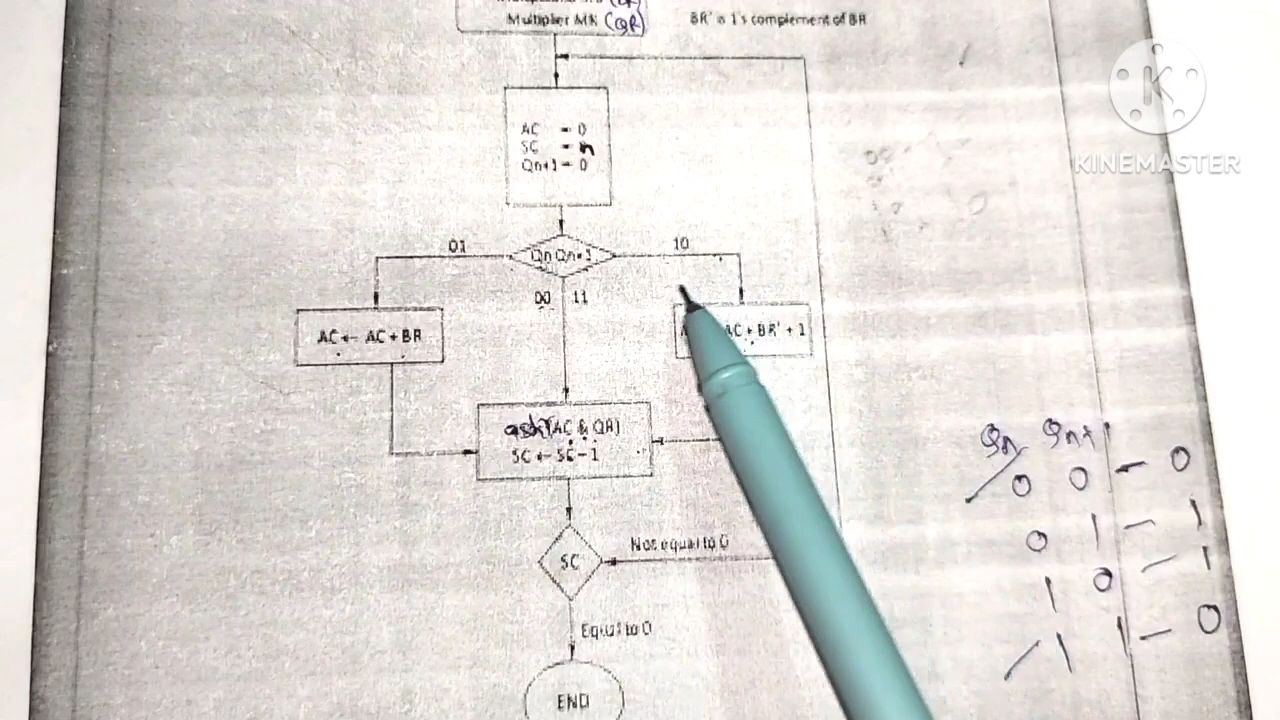 Multiplier MR (QR)
BR' is 1's complement of BR
KINEMASTER
AC = 0
SC = n
Qn+1 = 0
01
Qn Qn+1
10
00 11
AC ← AC + BR
AC + BR' + 1
ashr (AC & QR)
SC ← SC - 1
Qn Qn+1
0 0 - 0
0 1 - 1
1 0 - 1
1 1 - 0
Not equal to 0
SC
Equal to 0
END